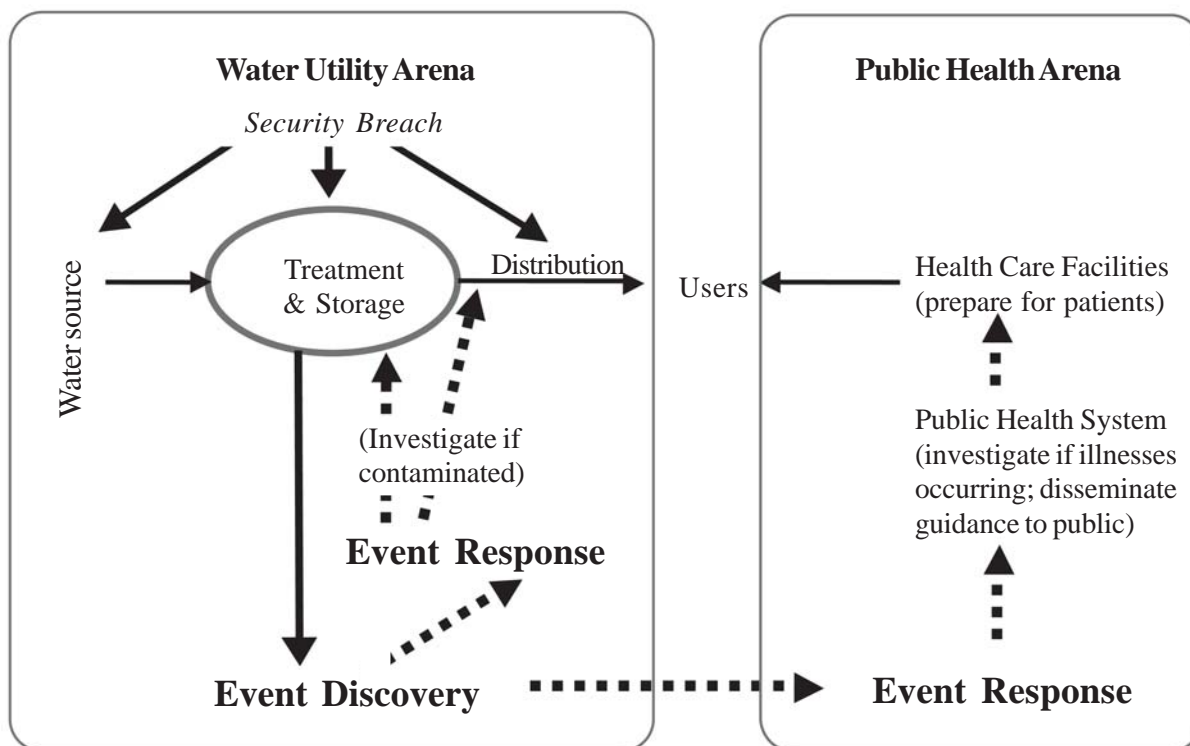 Water Utility Arena
Security Breach
Water source
Treatment
& Storage
Distribution
(Investigate if
contaminated)
Event Response
Event Discovery
Users
Public Health Arena
Health Care Facilities
(prepare for patients)
Public Health System
(investigate if illnesses
occurring; disseminate
guidance to public)
Event Response